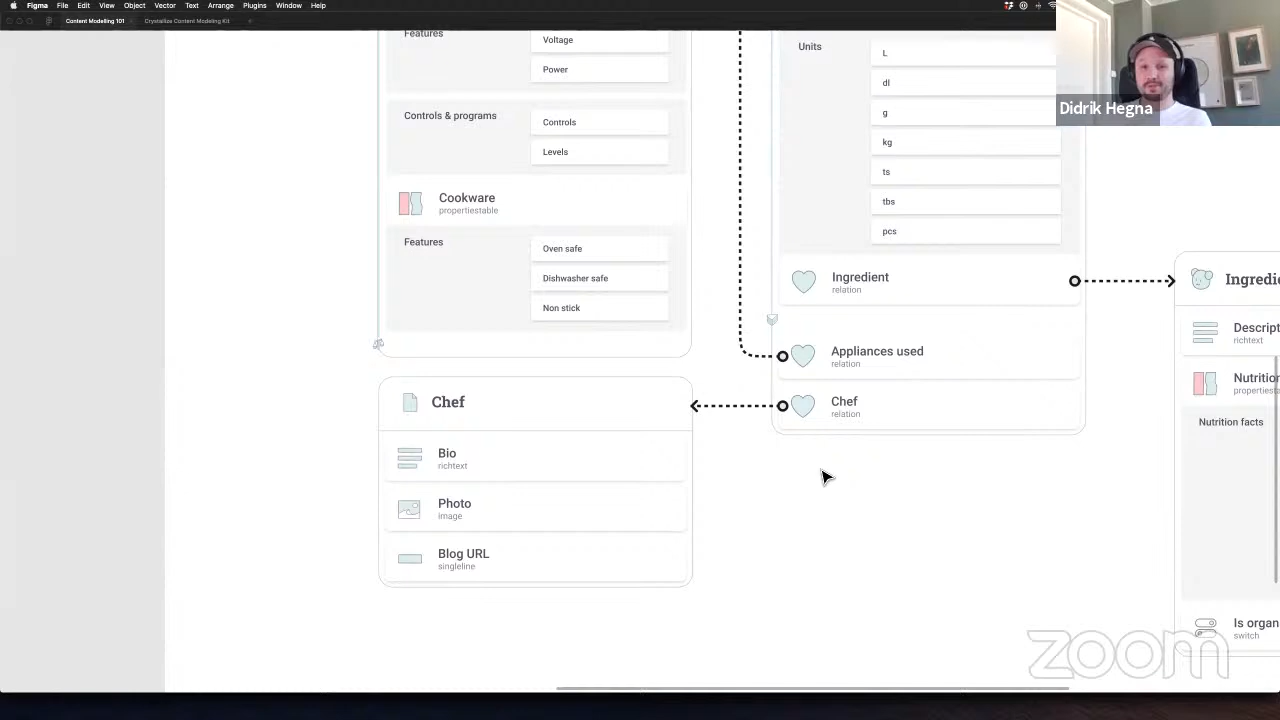 Figma File Edit View Object Vector Text Arrange Plugins Window Help
Content Modelling 101
Crystallize Content Modeling Kit
Features
Voltage
Power
Controls & programs
Controls
Levels
Cookware
propertiestable
Features
Oven safe
Dishwasher safe
Non stick
Chef
Bio
richtext
Photo
image
Blog URL
singleline
Units
L
dl
g
kg
ts
tbs
pcs
Ingredient
relation
Appliances used
relation
Chef
relation
Didrik Hegna
Ingredie
Descript
richtext
Nutrition
propertiesta
Nutrition facts
Is organ
switch
zoom